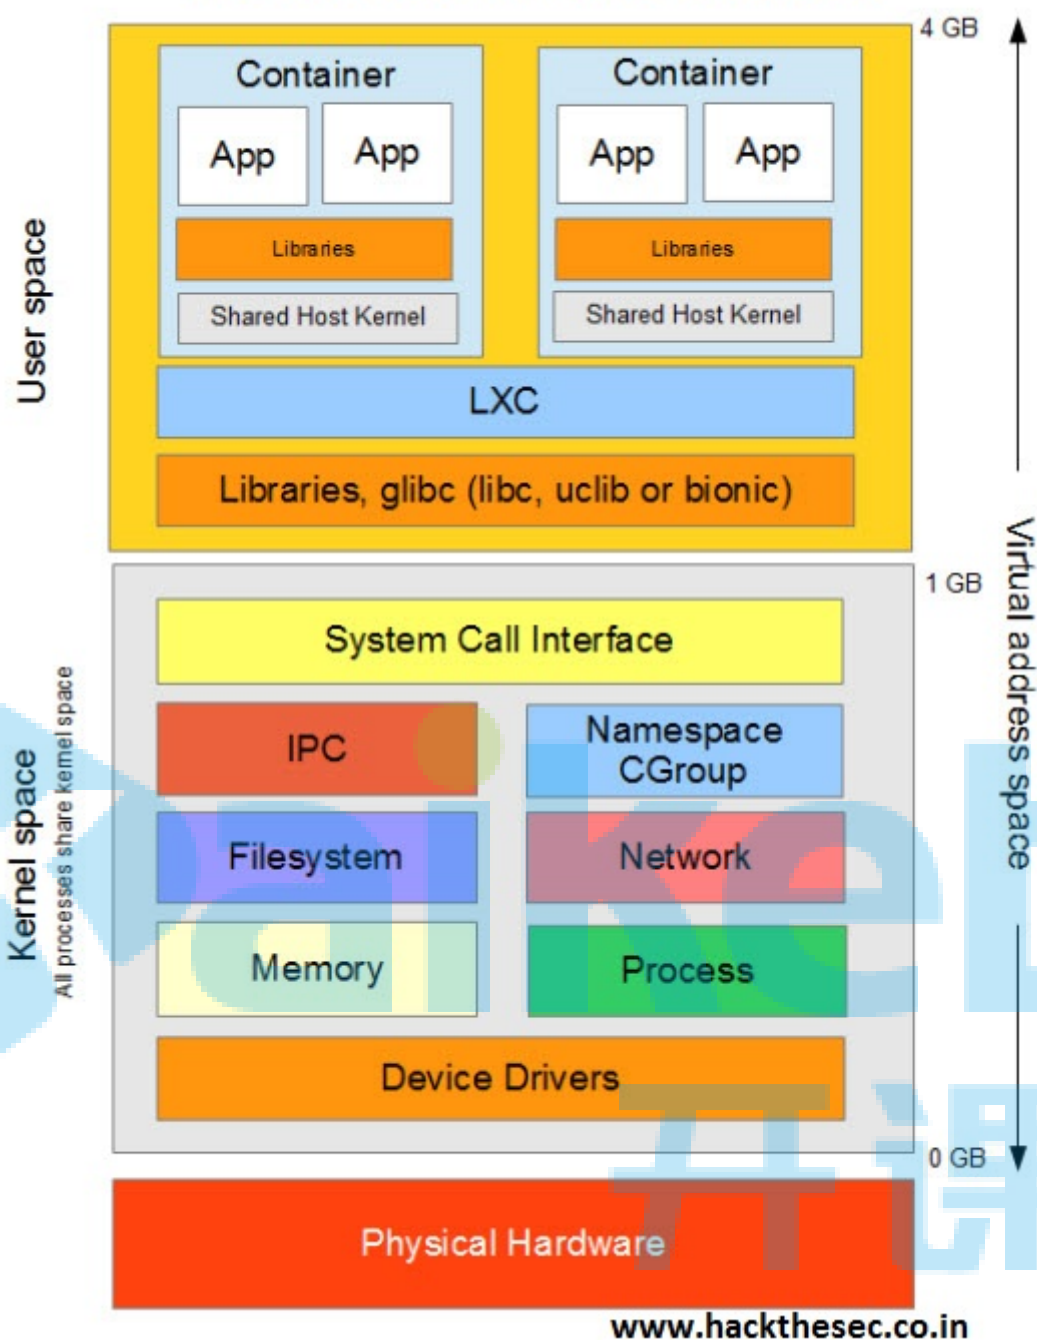 4 GB
Container
Container
App
App
App
App
Libraries
Libraries
Shared Host Kernel
Shared Host Kernel
User space
LXC
Libraries, glibc (libc, uclib or bionic)
Virtual address space
1 GB
System Call Interface
IPC
Namespace
CGroup
Kernel space
All processes share kernel space
Filesystem
Network
Memory
Process
Device Drivers
0 GB
Physical Hardware
www.hackthesec.co.in
开课